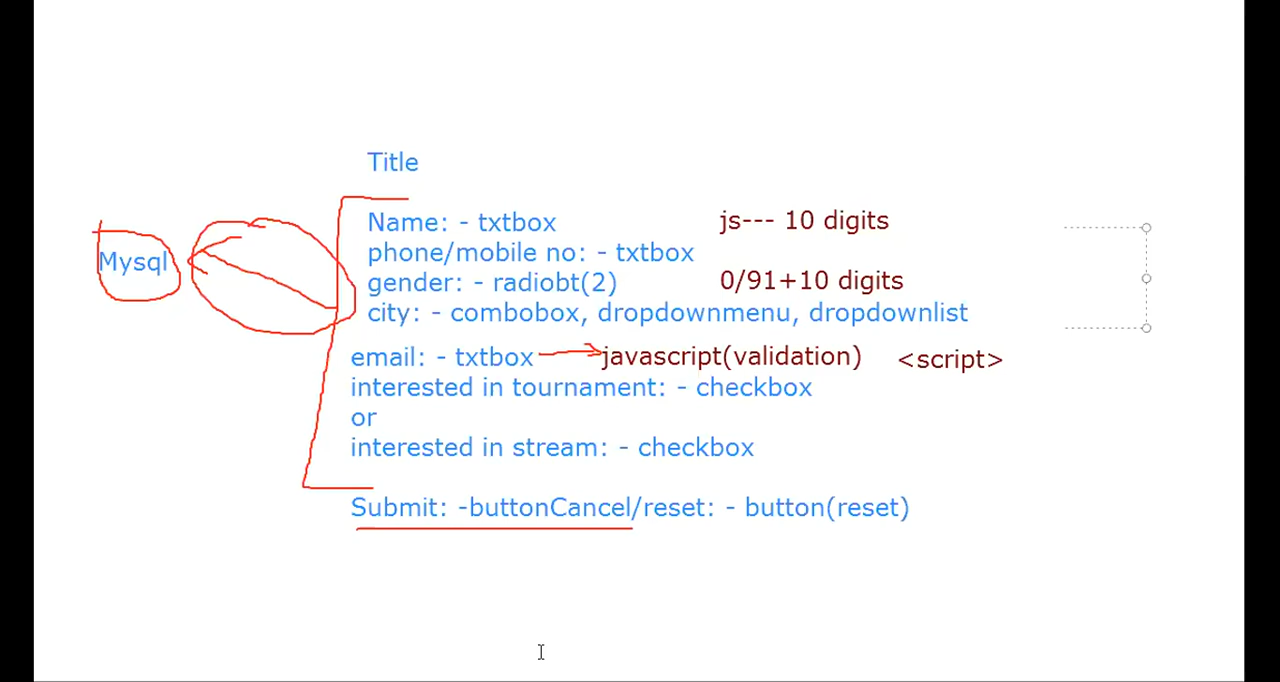 Title
Name: - txtbox
js--- 10 digits
phone/mobile no: - txtbox
Mysql
gender: - radiobt(2)
0/91+10 digits
city: - combobox, dropdownmenu, dropdownlist
email: - txtbox
javascript(validation)
<script>
interested in tournament: - checkbox
or
interested in stream: - checkbox
Submit: -buttonCancel/reset: - button(reset)